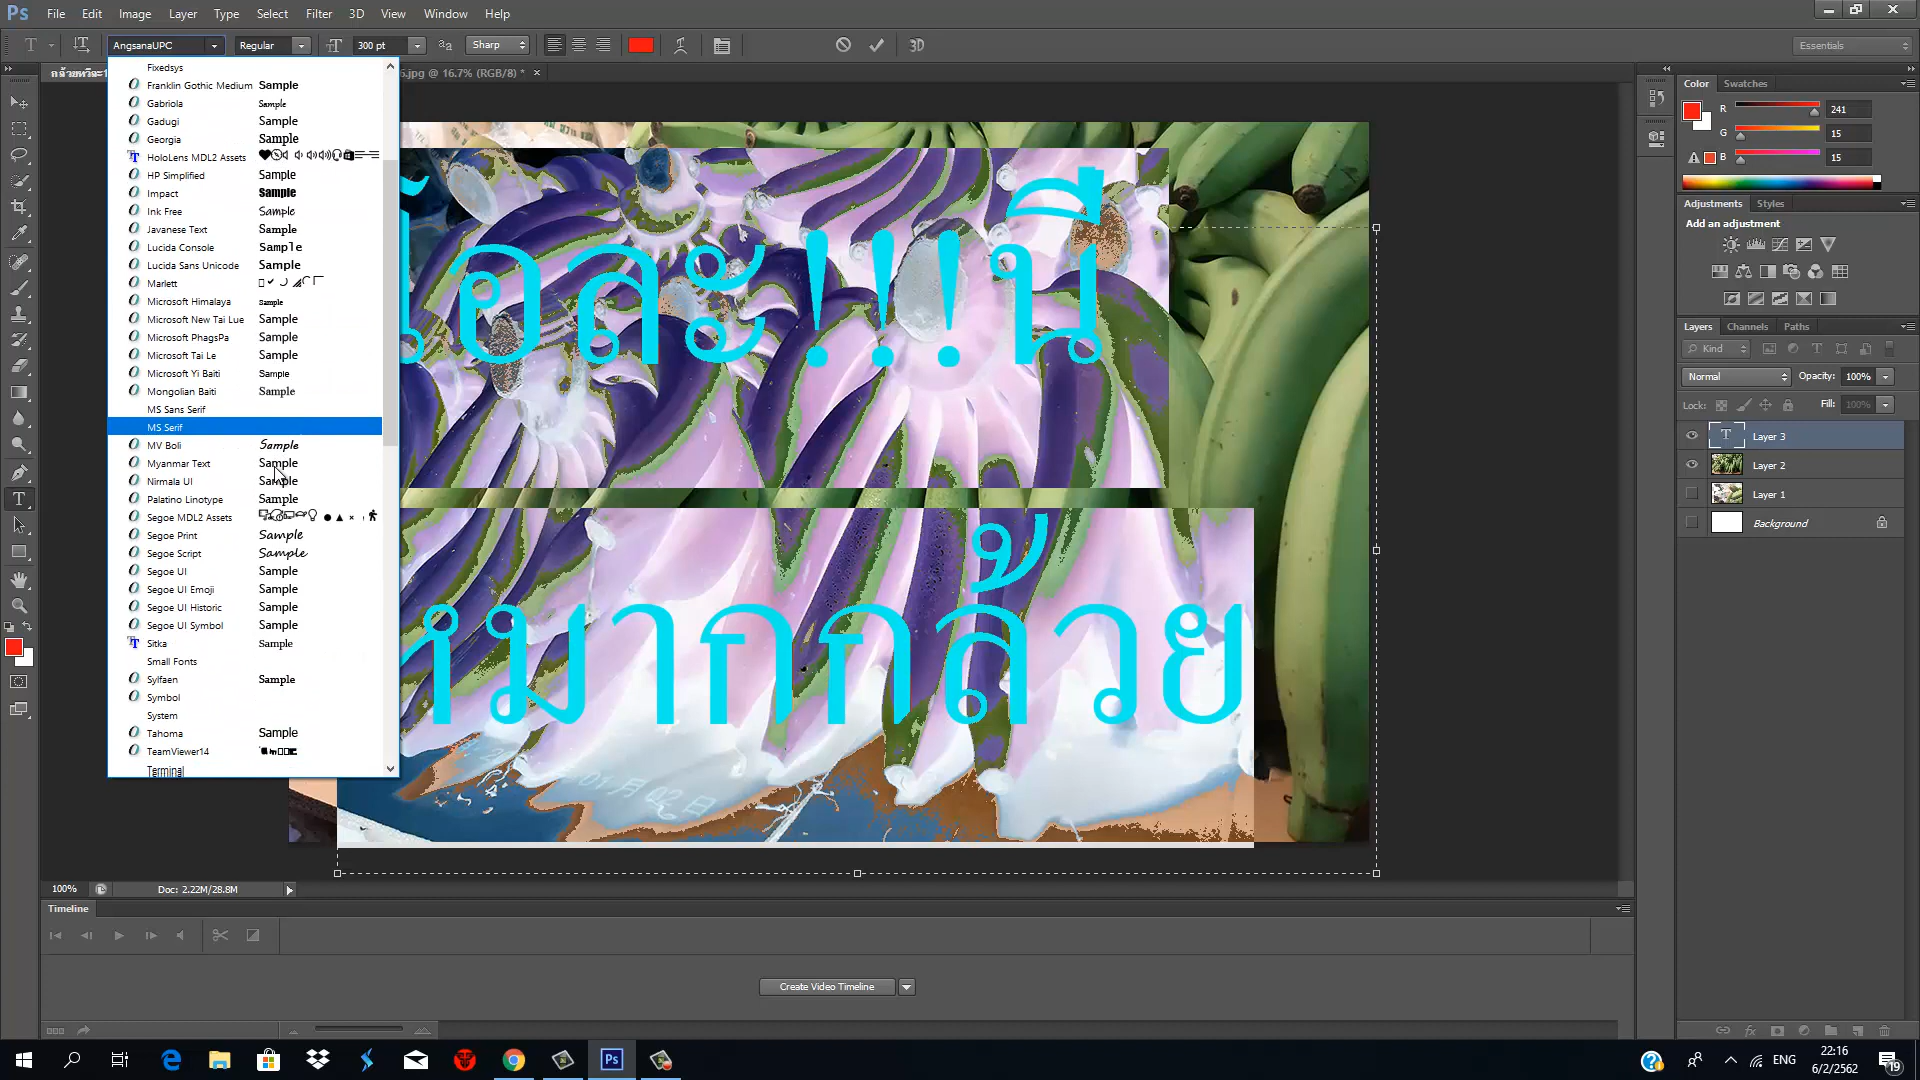 Ps File Edit Image Layer Type Select Filter 3D View Window Help
AngsanaUPC Regular 300 pt Sharp 3D Essentials
.jpg @ 16.7% (RGB/8) *
Fixedsys
Franklin Gothic Medium Sample
Gabriola Sample
Gadugi Sample
Georgia Sample
HoloLens MDL2 Assets
HP Simplified Sample
Impact Sample
Ink Free Sample
Javanese Text Sample
Lucida Console Sample
Lucida Sans Unicode Sample
Marlett
Microsoft Himalaya Sample
Microsoft New Tai Lue Sample
Microsoft PhagsPa Sample
Microsoft Tai Le Sample
Microsoft Yi Baiti Sample
Mongolian Baiti Sample
MS Sans Serif
MS Serif
MV Boli Sample
Myanmar Text Sample
Nirmala UI Sample
Palatino Linotype Sample
Segoe MDL2 Assets
Segoe Print Sample
Segoe Script Sample
Segoe UI Sample
Segoe UI Emoji Sample
Segoe UI Historic Sample
Segoe UI Symbol Sample
Sitka Sample
Small Fonts
Sylfaen Sample
Symbol
System
Tahoma Sample
TeamViewer14
Terminal
อละ!!!นี
หมากกล้วย
Color Swatches
R 241
G 15
B 15
Adjustments Styles
Add an adjustment
Layers Channels Paths
Kind
Normal Opacity: 100%
Lock: Fill: 100%
Layer 3
Layer 2
Layer 1
Background
100% Doc: 2.22M/28.8M
Timeline
Create Video Timeline
Ps ENG 22:16
6/2/2562 19